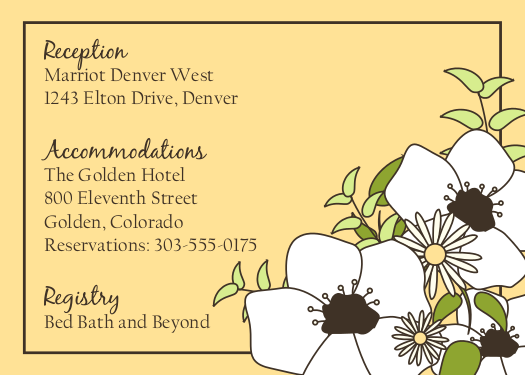 Reception
Marriot Denver West
1243 Elton Drive, Denver
Accommodations
The Golden Hotel
800 Eleventh Street
Golden, Colorado
Reservations: 303-555-0175
Registry
Bed Bath and Beyond